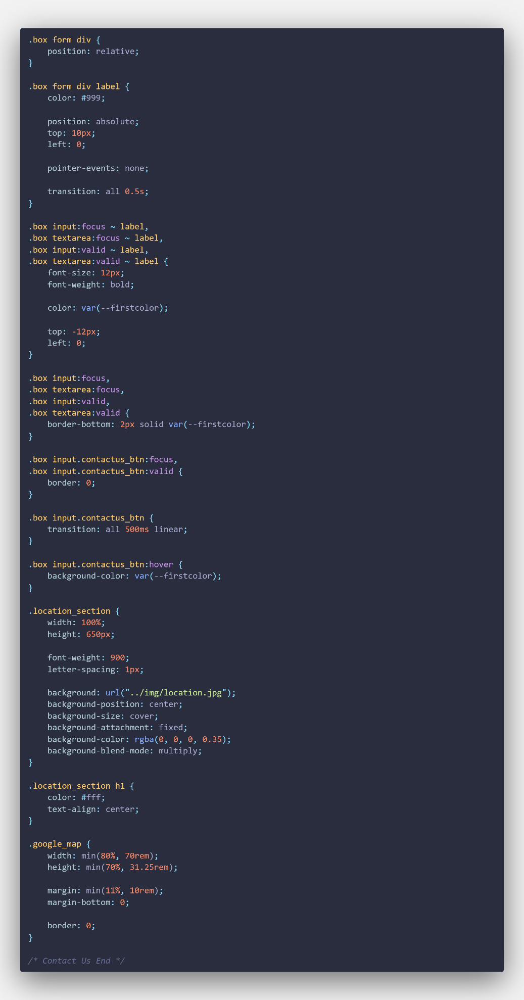 .box form div {
    position: relative;
}

.box form div label {
    color: #999;

    position: absolute;
    top: 10px;
    left: 0;

    pointer-events: none;

    transition: all 0.5s;
}

.box input:focus ~ label,
.box textarea:focus ~ label,
.box input:valid ~ label,
.box textarea:valid ~ label {
    font-size: 12px;
    font-weight: bold;

    color: var(--firstcolor);

    top: -12px;
    left: 0;
}

.box input:focus,
.box textarea:focus,
.box input:valid,
.box textarea:valid {
    border-bottom: 2px solid var(--firstcolor);
}

.box input.contactus_btn:focus,
.box input.contactus_btn:valid {
    border: 0;
}

.box input.contactus_btn {
    transition: all 500ms linear;
}

.box input.contactus_btn:hover {
    background-color: var(--firstcolor);
}

.location_section {
    width: 100%;
    height: 650px;

    font-weight: 900;
    letter-spacing: 1px;

    background: url("../img/location.jpg");
    background-position: center;
    background-size: cover;
    background-attachment: fixed;
    background-color: rgba(0, 0, 0, 0.35);
    background-blend-mode: multiply;
}

.location_section h1 {
    color: #fff;
    text-align: center;
}

.google_map {
    width: min(80%, 70rem);
    height: min(70%, 31.25rem);

    margin: min(11%, 10rem);
    margin-bottom: 0;

    border: 0;
}

/* Contact Us End */